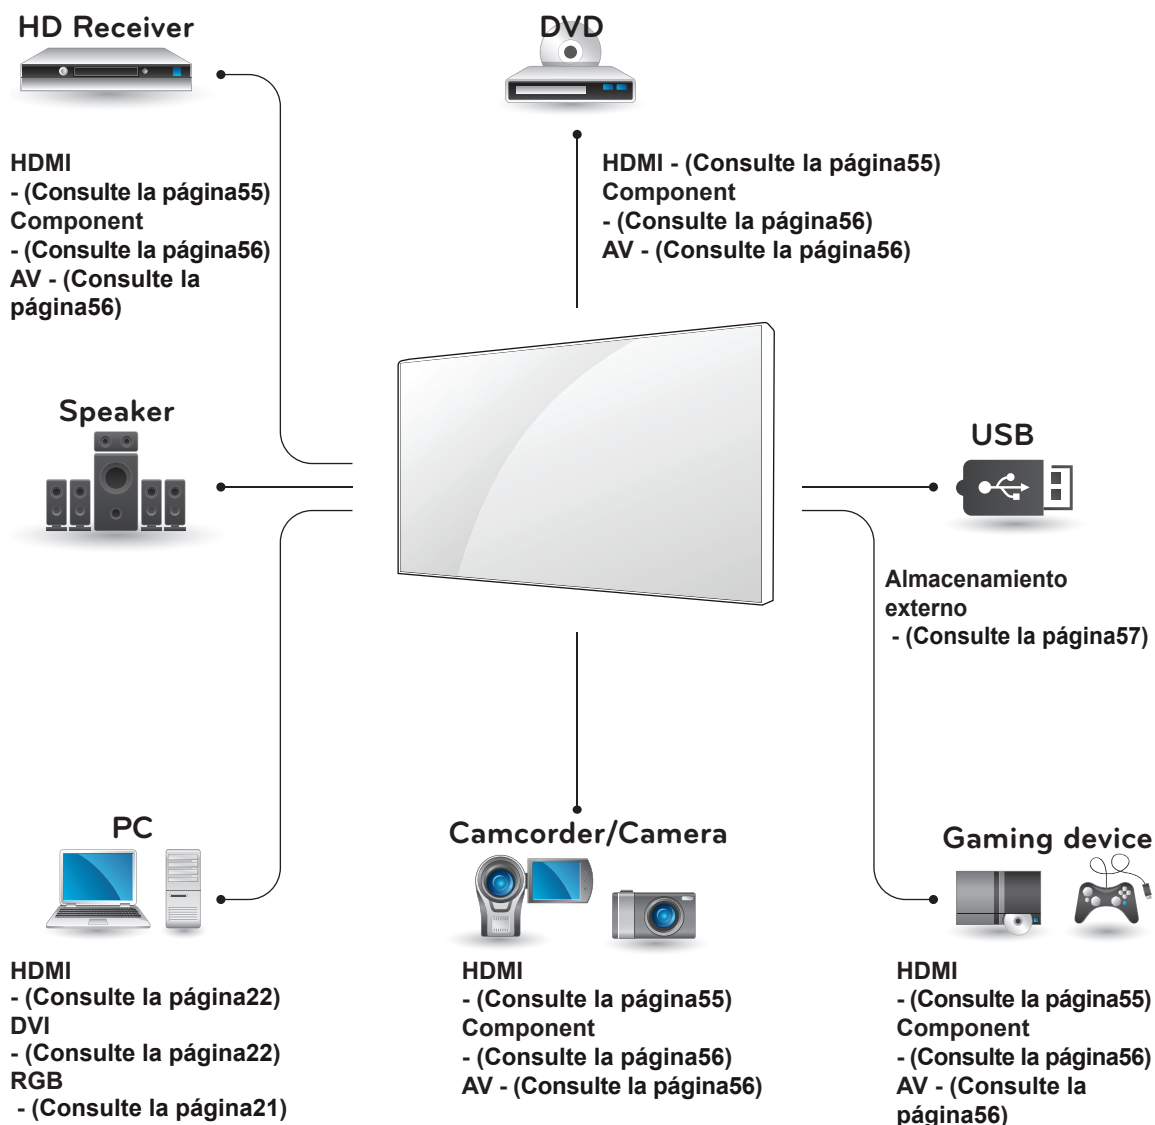 HD Receiver
HDMI
- (Consulte la página55)
Component
- (Consulte la página56)
AV - (Consulte la
página56)
DVD
HDMI - (Consulte la página55)
Component
- (Consulte la página56)
AV - (Consulte la página56)
Speaker
USB
Almacenamiento
externo
- (Consulte la página57)
PC
HDMI
- (Consulte la página22)
DVI
- (Consulte la página22)
RGB
- (Consulte la página21)
Camcorder/Camera
HDMI
- (Consulte la página55)
Component
- (Consulte la página56)
AV - (Consulte la página56)
Gaming device
HDMI
- (Consulte la página55)
Component
- (Consulte la página56)
AV - (Consulte la
página56)